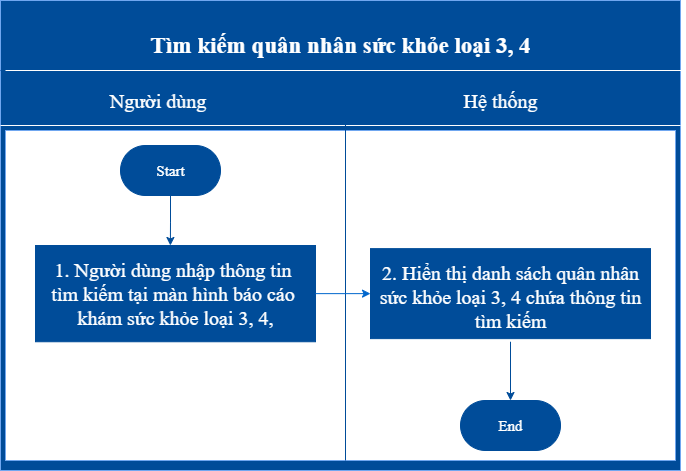 Tìm kiếm quân nhân sức khỏe loại 3, 4
Người dùng
Hệ thống
Start
1. Người dùng nhập thông tin
tìm kiếm tại màn hình báo cáo
khám sức khỏe loại 3, 4,
2. Hiển thị danh sách quân nhân
sức khỏe loại 3, 4 chứa thông tin
tìm kiếm
End